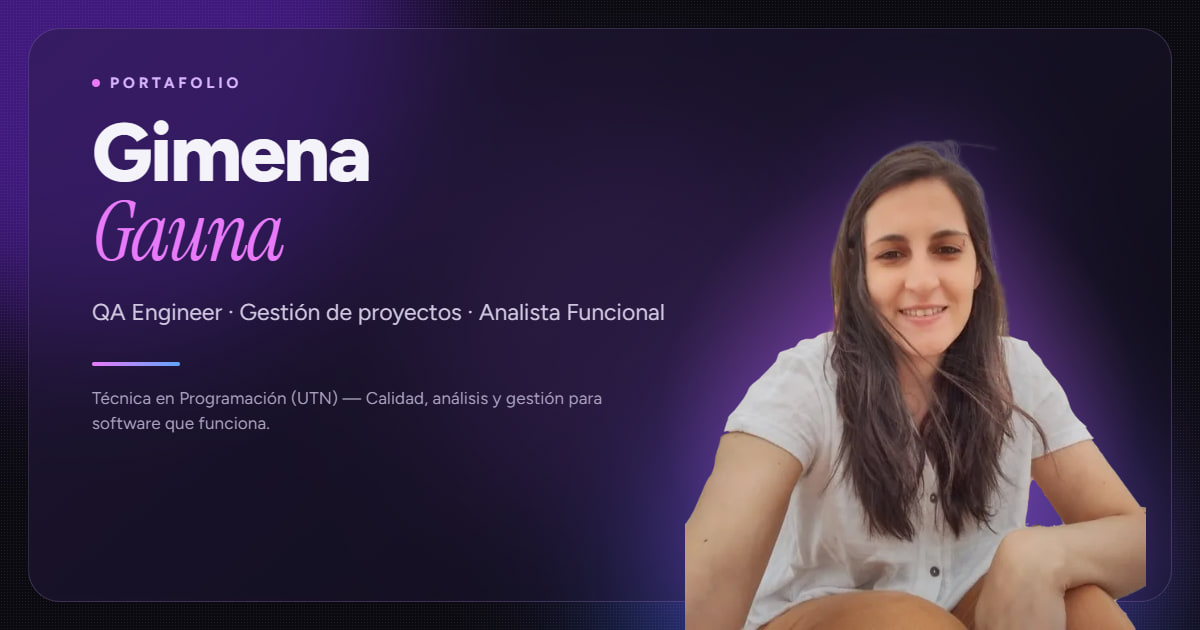 PORTAFOLIO
Gimena
Gauna
QA Engineer · Gestión de proyectos · Analista Funcional
Técnica en Programación (UTN) — Calidad, análisis y gestión para
software que funciona.